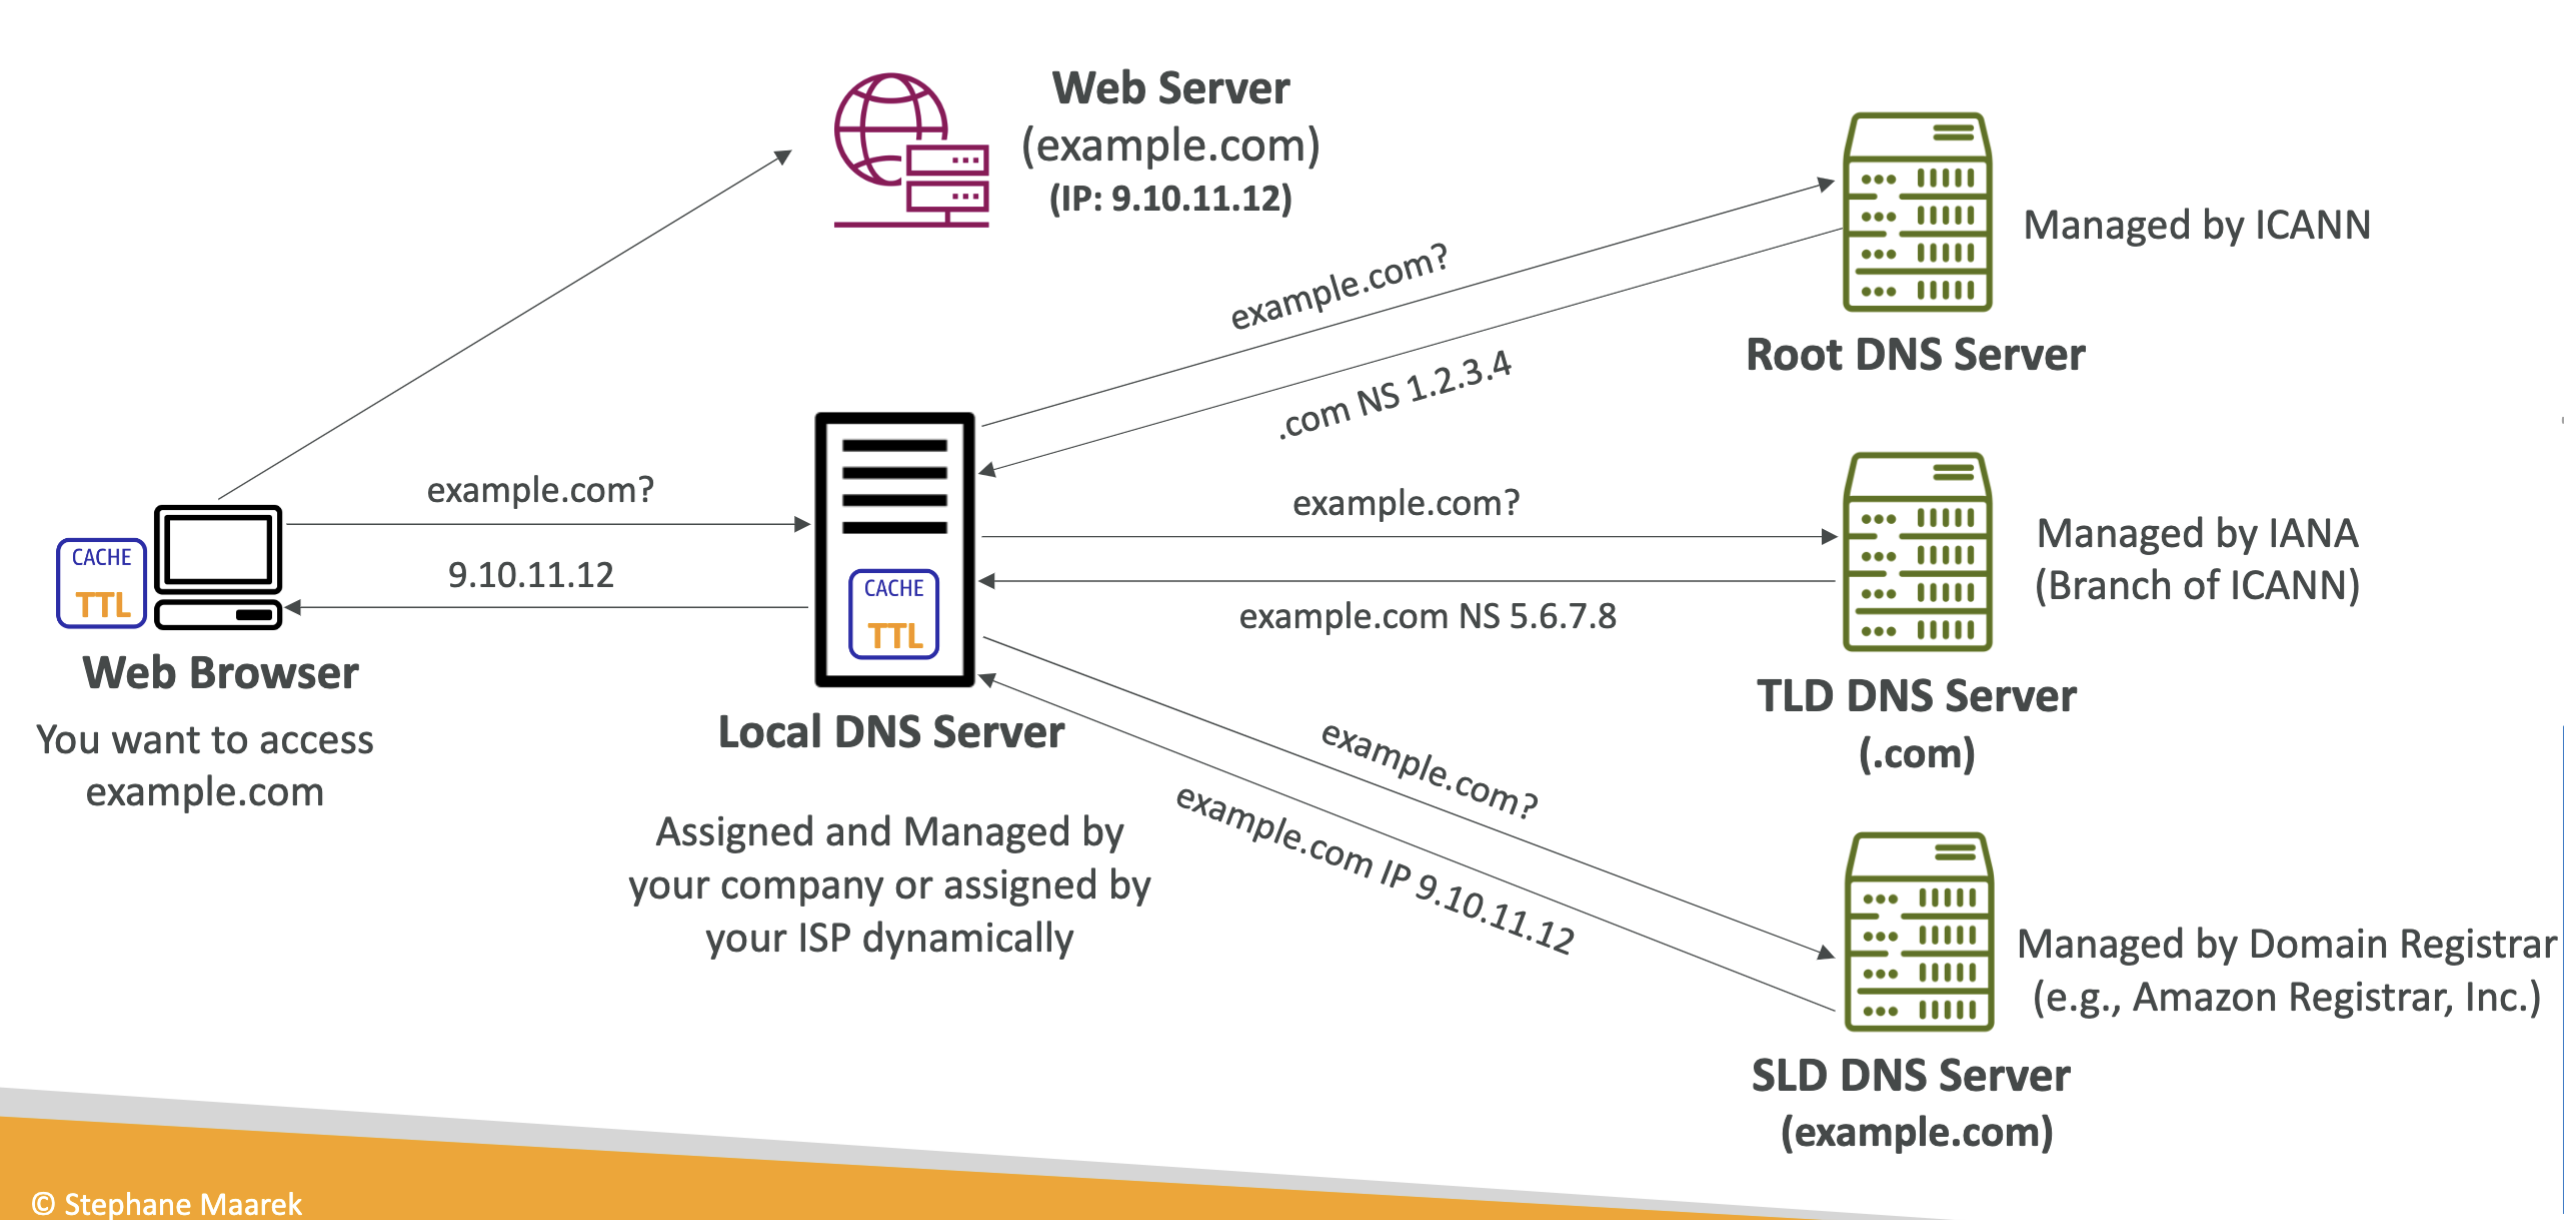 Web Server
(example.com)
(IP: 9.10.11.12)
Managed by ICANN
Root DNS Server
example.com?
.com NS 1.2.3.4
example.com?
9.10.11.12
CACHE
TTL
Web Browser
You want to access
example.com
CACHE
TTL
Local DNS Server
Assigned and Managed by
your company or assigned by
your ISP dynamically
example.com?
example.com NS 5.6.7.8
Managed by IANA
(Branch of ICANN)
TLD DNS Server
(.com)
example.com?
example.com IP 9.10.11.12
Managed by Domain Registrar
(e.g., Amazon Registrar, Inc.)
SLD DNS Server
(example.com)
© Stephane Maarek